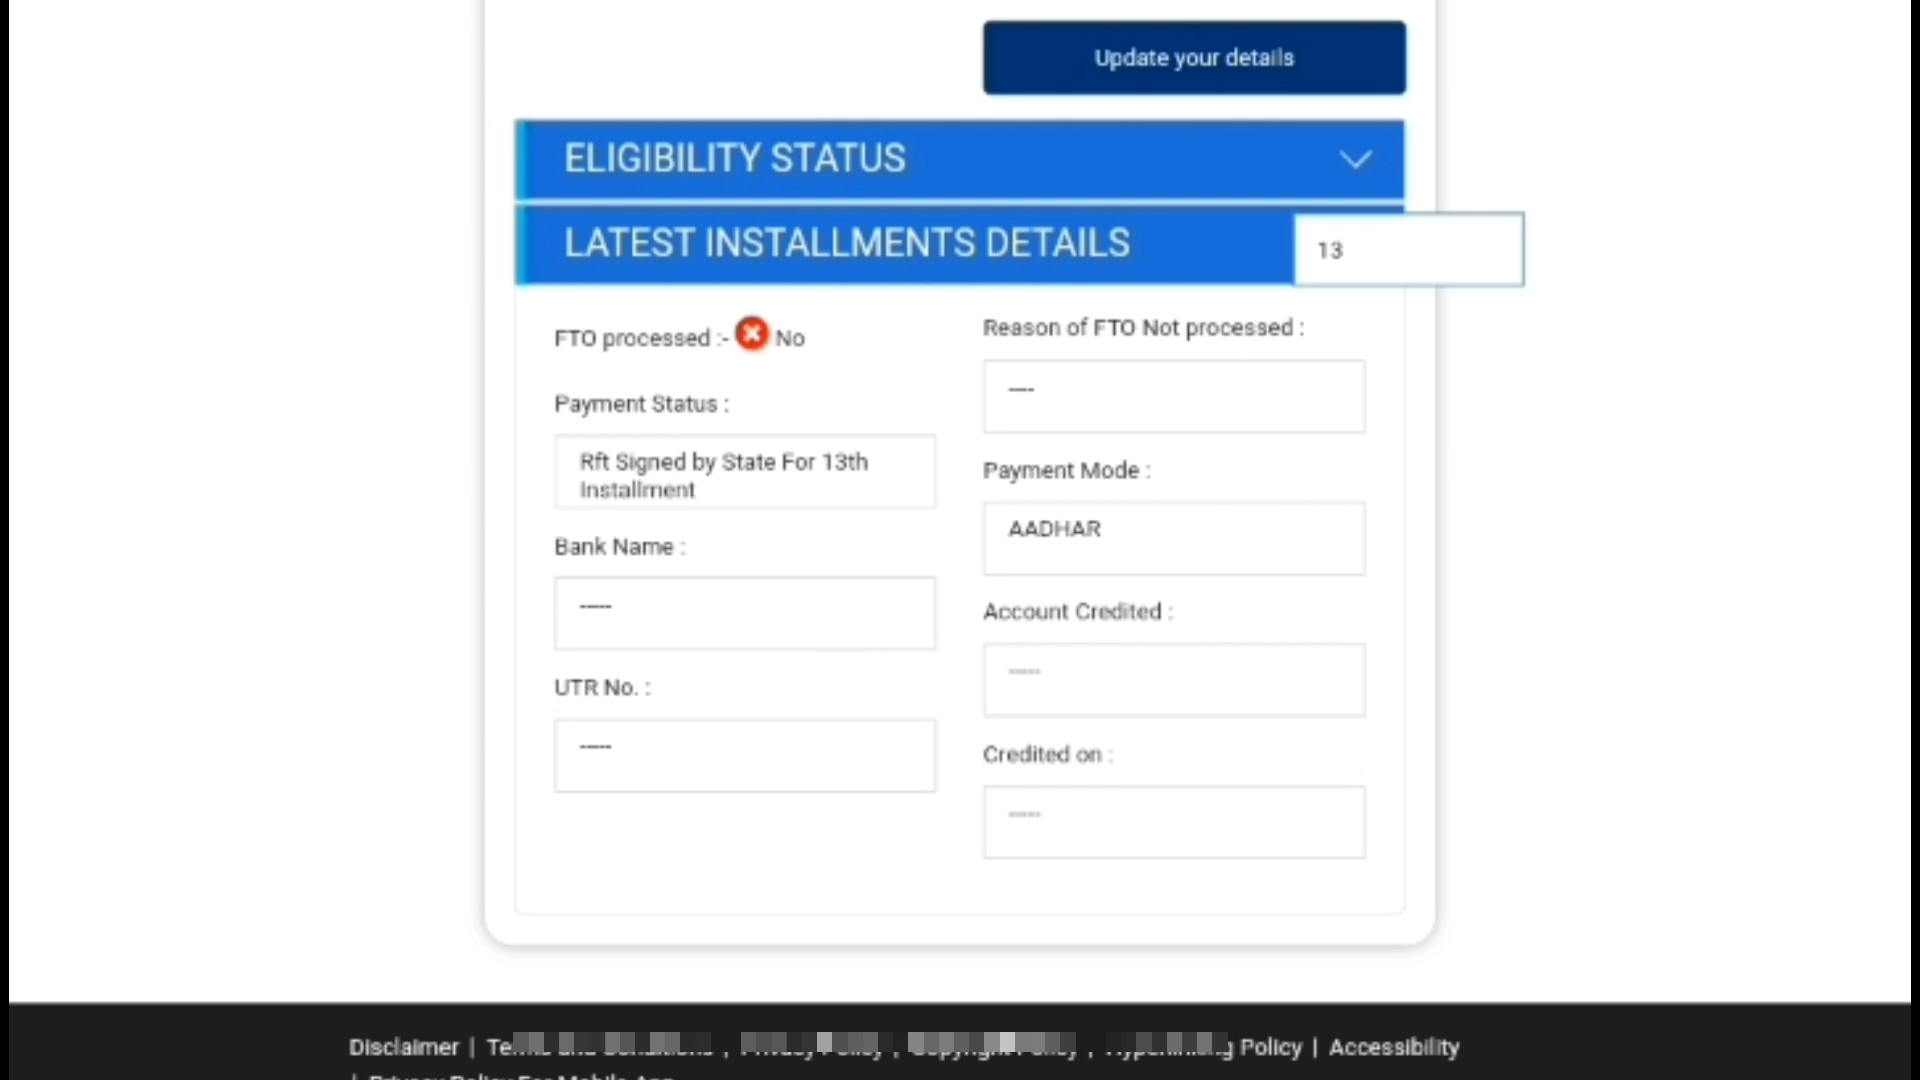 Update your details
ELIGIBILITY STATUS
LATEST INSTALLMENTS DETAILS
13
FTO processed :- No
Reason of FTO Not processed :
----
Payment Status :
Rft Signed by State For 13th
Installment
Payment Mode :
AADHAR
Bank Name :
-----
Account Credited :
-----
UTR No. :
-----
Credited on :
-----
Disclaimer | Policy | Accessibility